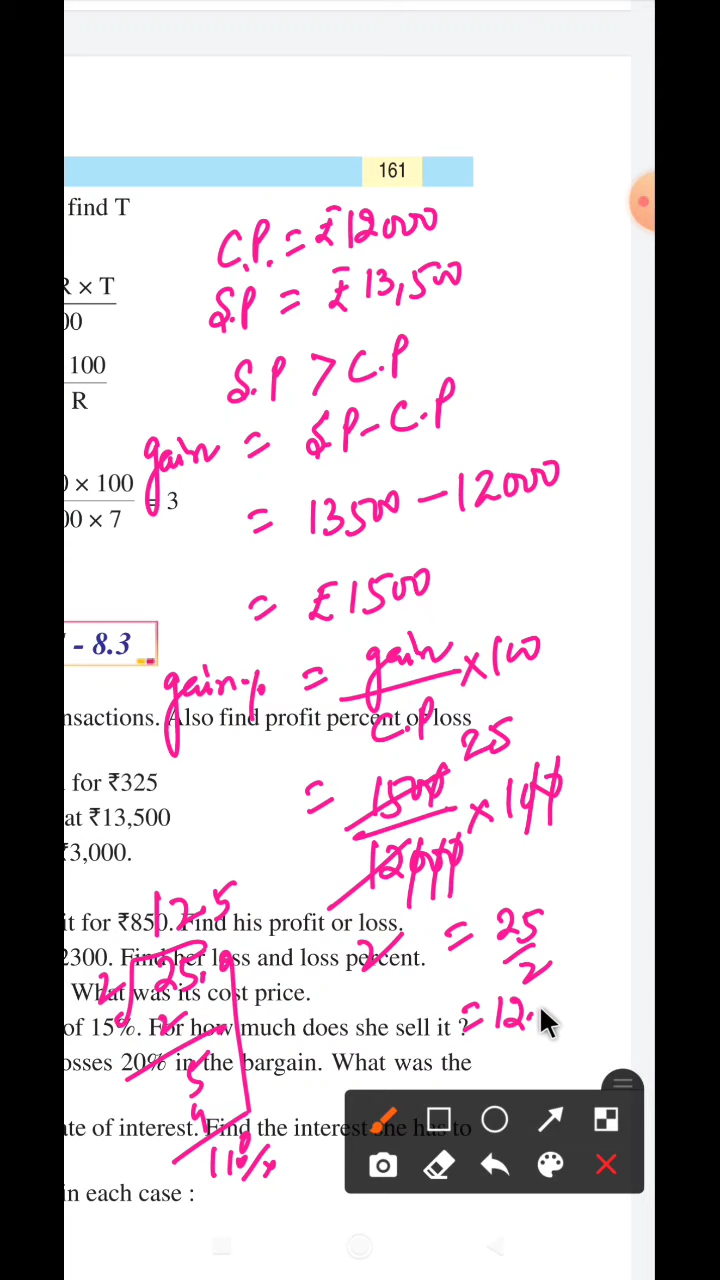 161
find T
C.P. = ₹12000
R × T
00
S.P = ₹13,500
100
R
S.P > C.P
gain = S.P - C.P
0 × 100
00 × 7
= 3
= 13500 - 12000
= ₹1500
- 8.3
gain% = gain/C.P × 100
nsactions. Also find profit percent or loss
for ₹325
at ₹13,500
₹3,000.
= 1500/12000 × 100
25
2
it for ₹850. Find his profit or loss.
2300. Find her loss and loss percent.
What was its cost price.
of 15%. For how much does she sell it ?
osses 20% in the bargain. What was the
ate of interest. Find the interest one has to
in each case :
= 25/2
= 12.
12.5
2 25.0
2
5
4